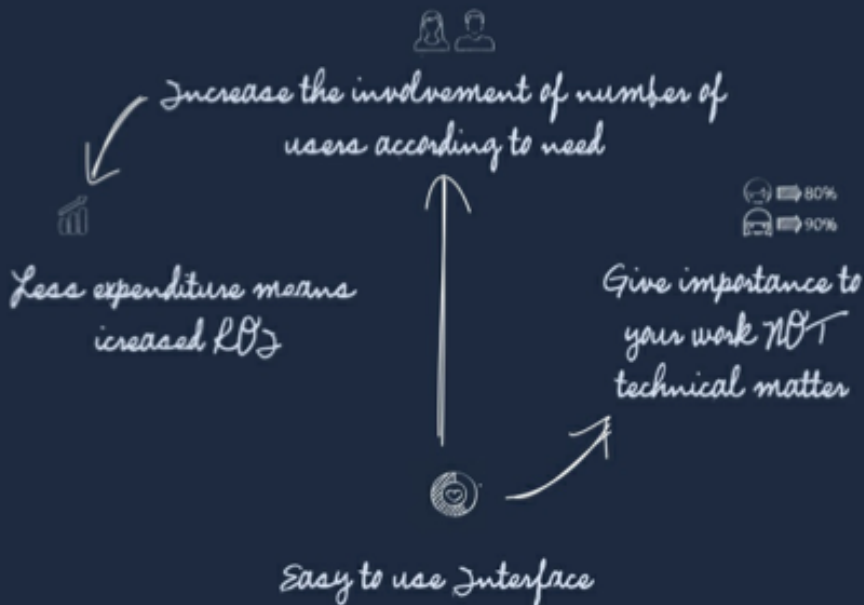 Increase the involvement of number of
users according to need
80%
90%
Less expenditure means
icreased ROI
Give importance to
your work NOT
technical matter
Easy to use Interface